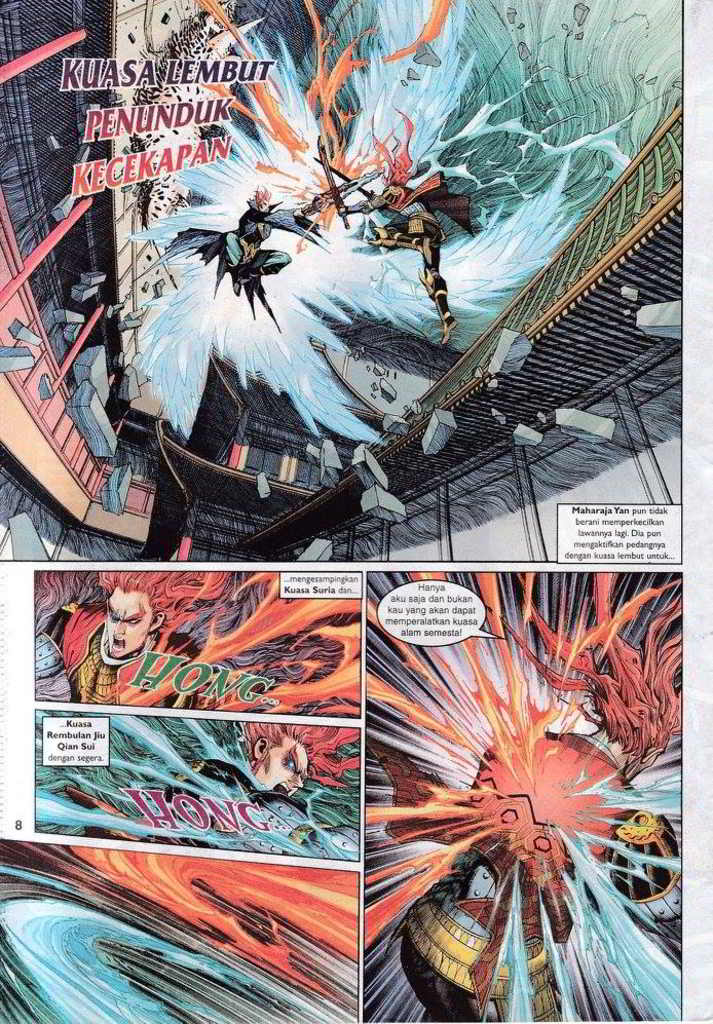 KUASA LEMBUT
PENUNDUK
KECEKAPAN
Maharaja Yan pun tidak
berani memperkecilkan
lawannya lagi. Dia pun
mengaktifkan pedangnya
dengan kuasa lembut untuk...
...mengesampingkan
Kuasa Suria dan...
HONG...
...Kuasa
Rembulan Jiu
Qian Sui
dengan segera.
HONG...
Hanya
aku saja dan bukan
kau yang akan dapat
memperalatkan kuasa
alam semesta!
8